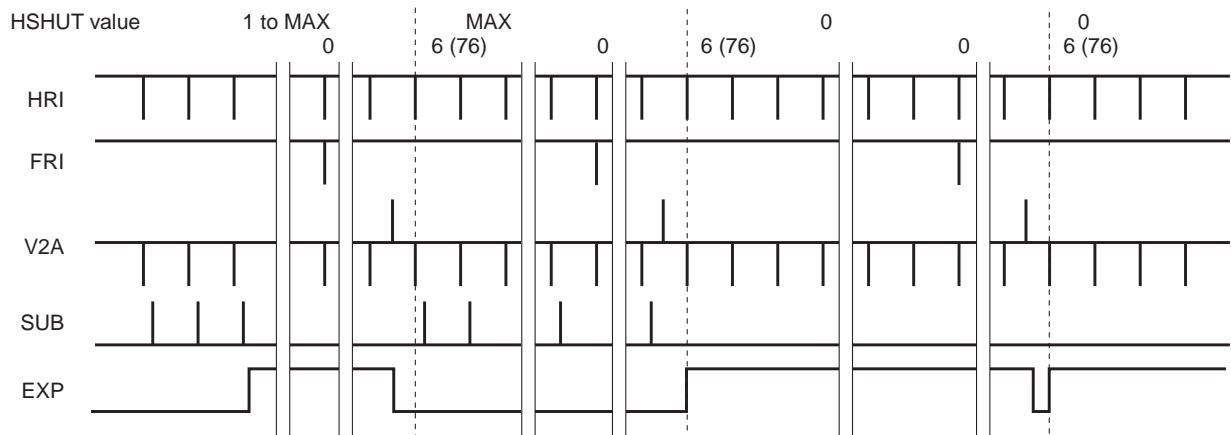 HSHUT value 1 to MAX MAX 0 0
0 6 (76) 0 6 (76) 0 6 (76)
HRI
FRI
V2A
SUB
EXP